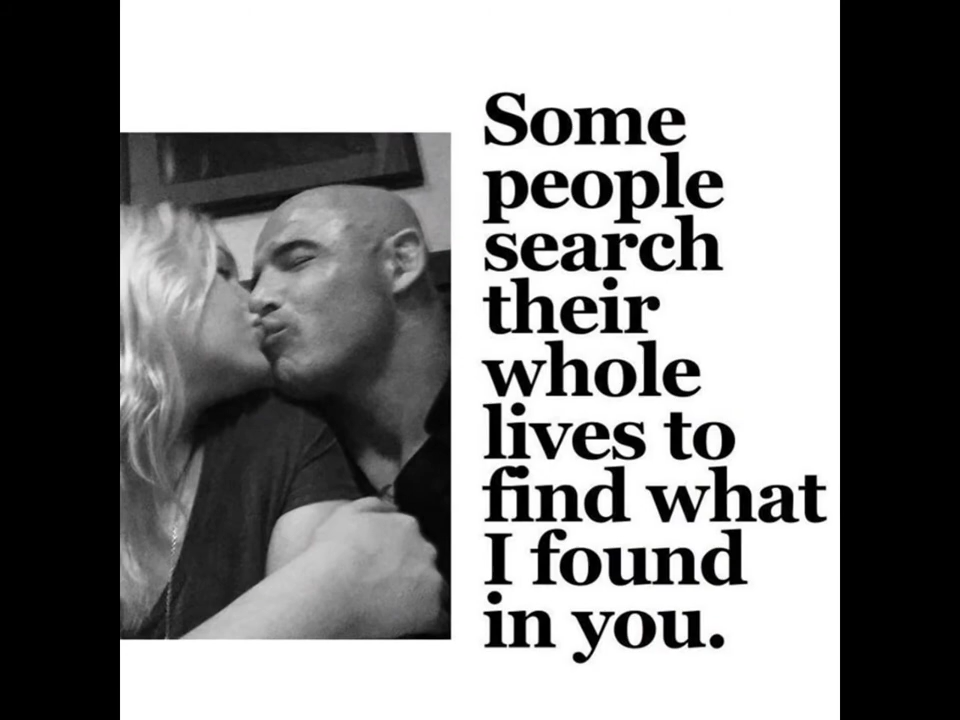 Some
people
search
their
whole
lives to
find what
I found
in you.